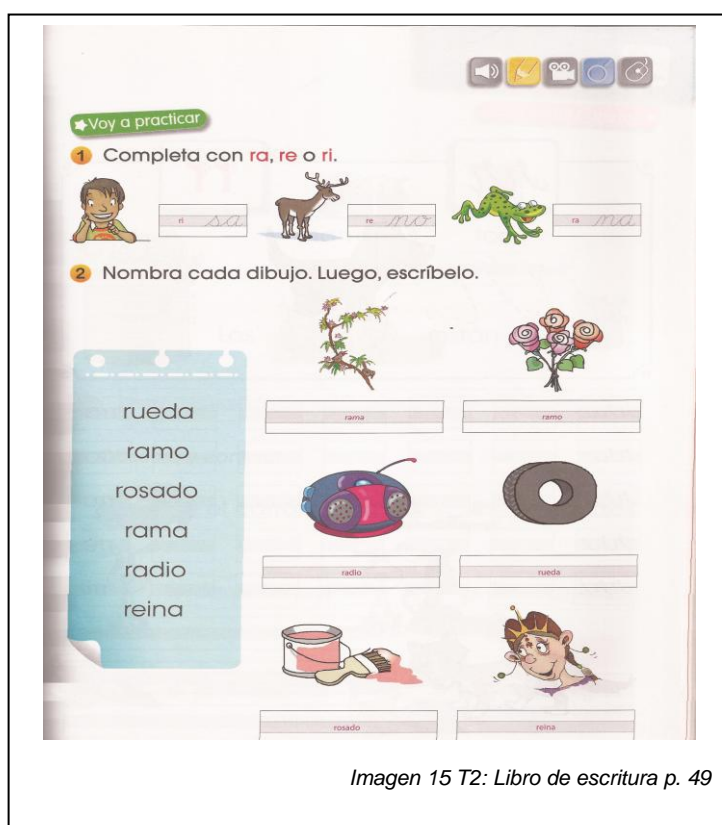 Voy a practicar
1 Completa con ra, re o ri.
ri sa
re no
ra na
2 Nombra cada dibujo. Luego, escríbelo.
rueda
ramo
rosado
rama
radio
reina
rama
ramo
radio
rueda
rosado
reina
Imagen 15 T2: Libro de escritura p. 49